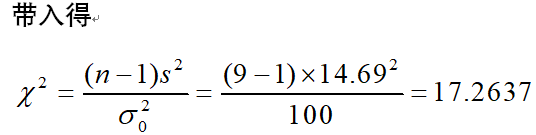 带入得
χ² = (n−1)s² / σ₀² = (9−1)×14.69² / 100 = 17.2637